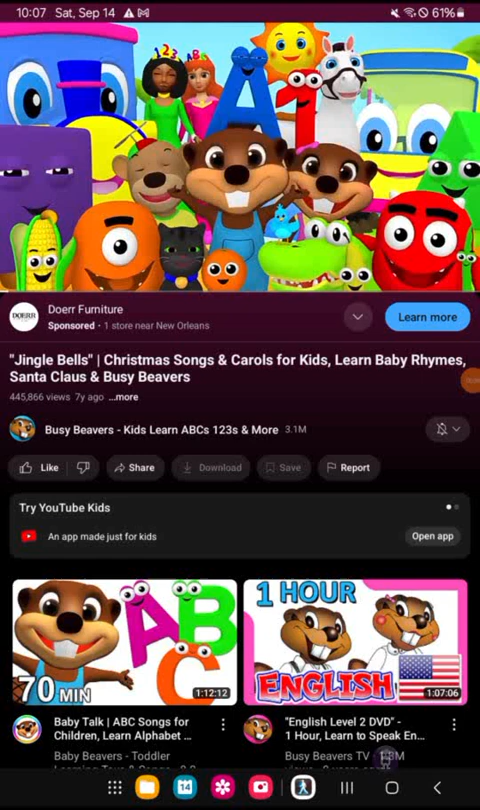 10:07 Sat, Sep 14
61%
123
ABC
A
1
DOERR
Doerr Furniture
Sponsored · 1 store near New Orleans
Learn more
"Jingle Bells" | Christmas Songs & Carols for Kids, Learn Baby Rhymes,
Santa Claus & Busy Beavers
445,866 views 7y ago ...more
Busy Beavers - Kids Learn ABCs 123s & More 3.1M
Like
Share
Download
Save
Report
Try YouTube Kids
An app made just for kids
Open app
ABC
70 MIN
1:12:12
1 HOUR
ENGLISH
1:07:06
Baby Talk | ABC Songs for
Children, Learn Alphabet ...
Baby Beavers - Toddler
"English Level 2 DVD" -
1 Hour, Learn to Speak En...
Busy Beavers TV
14